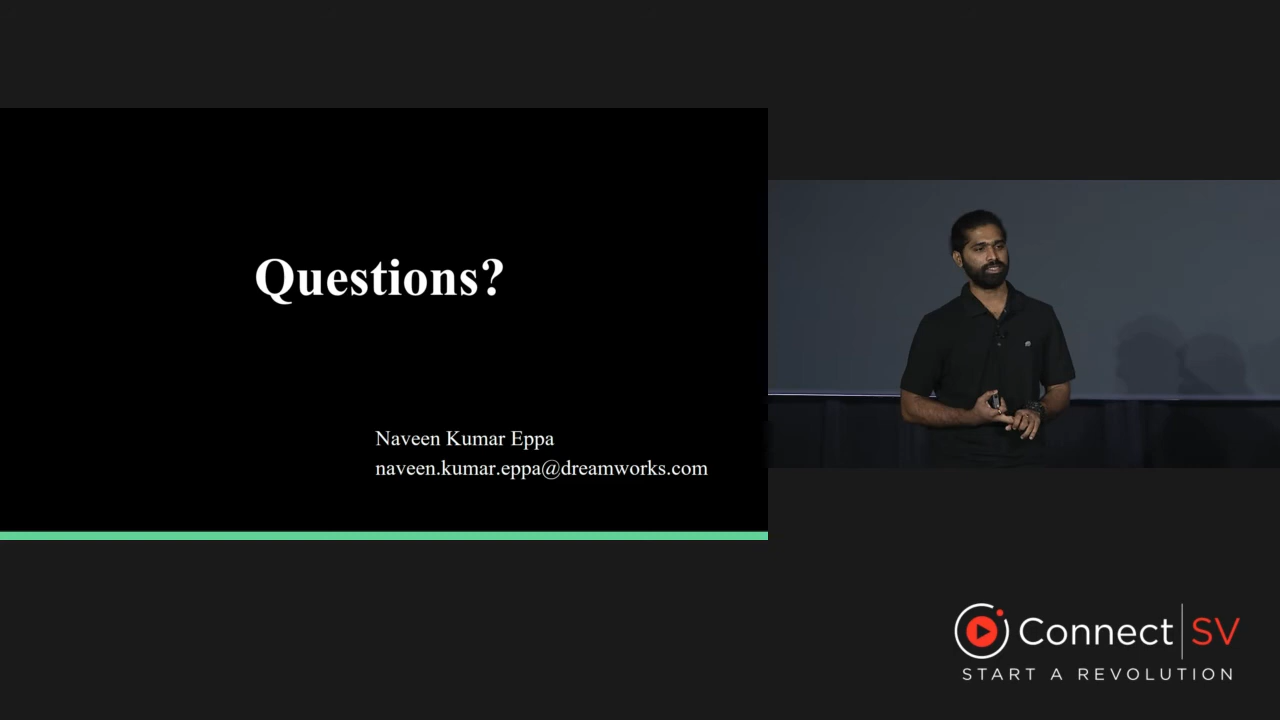 Questions?
Naveen Kumar Eppa
naveen.kumar.eppa@dreamworks.com
Connect SV
START A REVOLUTION